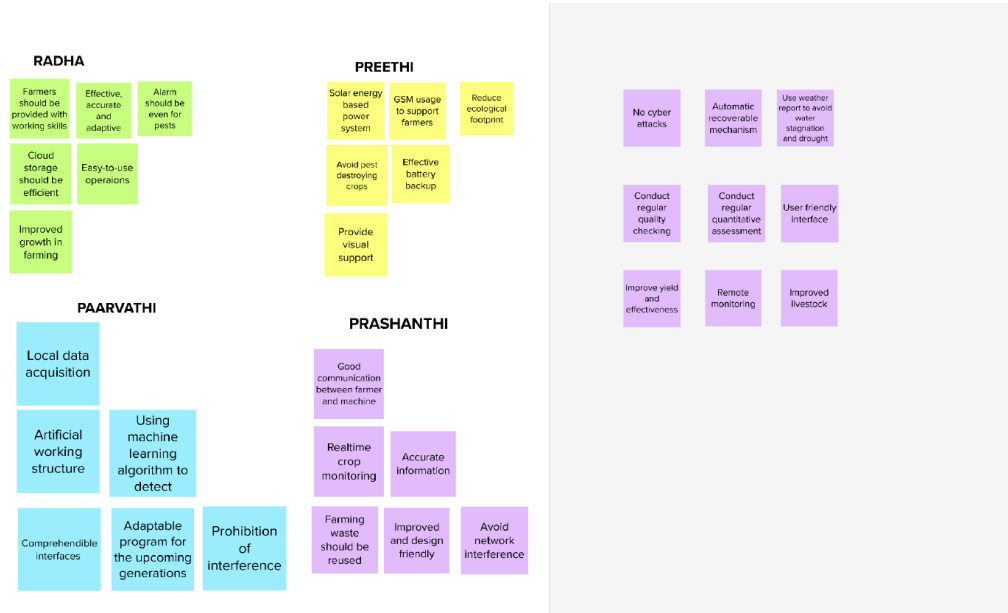 RADHA
Farmers
should be
provided with
working skills
Effective,
accurate
and
adaptive
Alarm
should be
even for
pests
Cloud
storage
should be
efficient
Easy-to-use
operaions
Improved
growth in
farming
PREETHI
Solar energy
based
power
system
GSM usage
to support
farmers
Reduce
ecological
footprint
Avoid pest
destroying
crops
Effective
battery
backup
Provide
visual
support
PAARVATHI
Local data
acquisition
Artificial
working
structure
Using
machine
learning
algorithm to
detect
Comprehendible
interfaces
Adaptable
program for
the upcoming
generations
Prohibition
of
interference
PRASHANTHI
Good
communication
between farmer
and machine
Realtime
crop
monitoring
Accurate
information
Farming
waste
should be
reused
Improved
and design
friendly
Avoid
network
interference
No cyber
attacks
Automatic
recoverable
mechanism
Use weather
report to avoid
water
stagnation
and drought
Conduct
regular
quality
checking
Conduct
regular
quantitative
assessment
User friendly
interface
Improve yield
and
effectiveness
Remote
monitoring
Improved
livestock